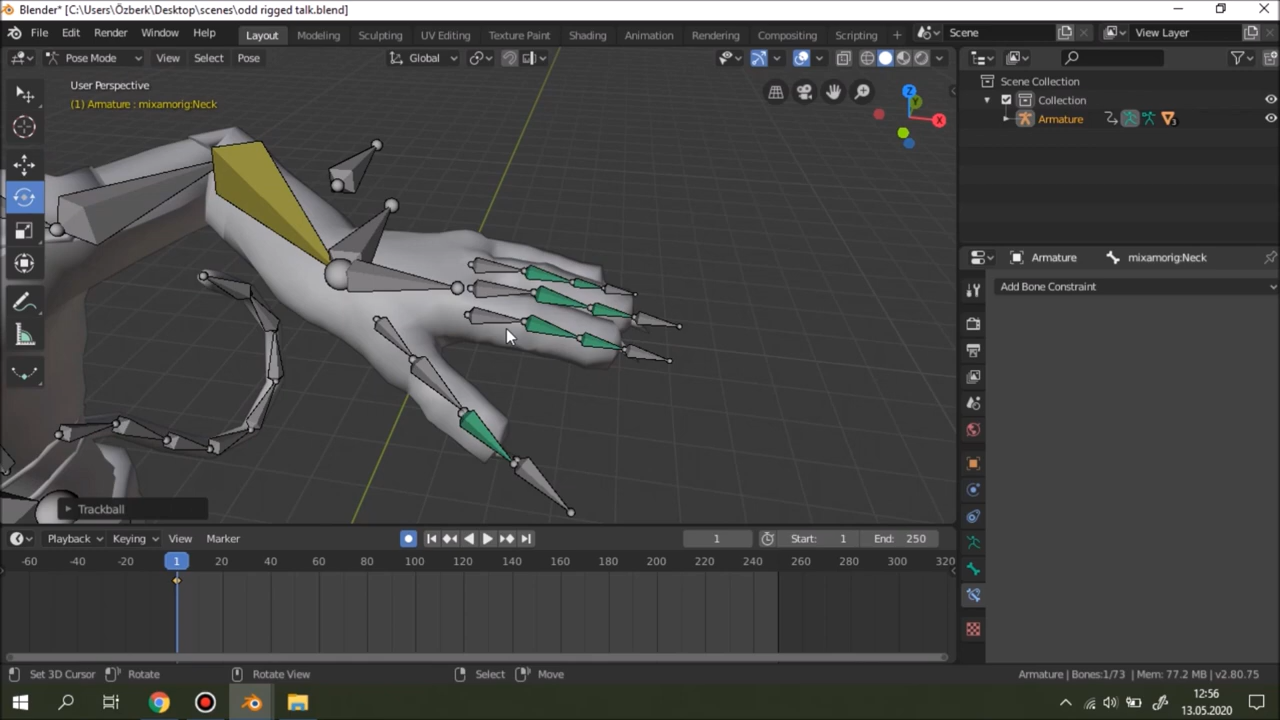 Blender* [C:\Users\Özberk\Desktop\scenes\odd rigged talk.blend]
File Edit Render Window Help Layout Modeling Sculpting UV Editing Texture Paint Shading Animation Rendering Compositing Scripting + Scene View Layer
Pose Mode View Select Pose Global
User Perspective
(1) Armature : mixamorig:Neck
Z
Y
X
Scene Collection
Collection
Armature
3
Armature mixamorig:Neck
Add Bone Constraint
Trackball
Playback Keying View Marker 1 Start: 1 End: 250
-60 -40 -20 1 20 40 60 80 100 120 140 160 180 200 220 240 260 280 300 320
Set 3D Cursor Rotate Rotate View Select Move Armature | Bones:1/73 | Mem: 77.2 MB | v2.80.75
12:56
13.05.2020